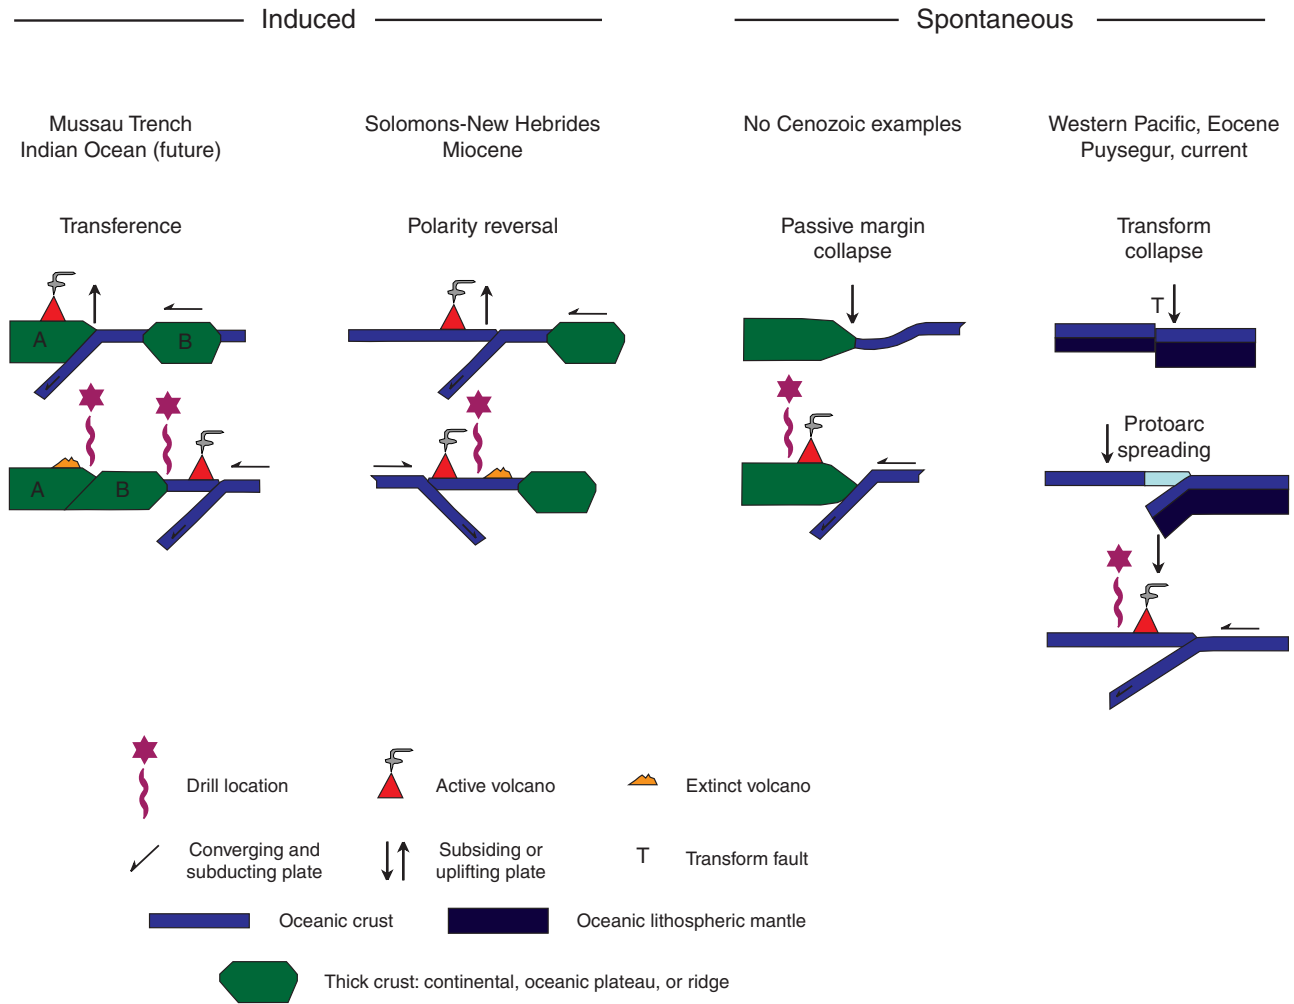 Induced
Spontaneous
Mussau Trench
Indian Ocean (future)
Solomons-New Hebrides
Miocene
No Cenozoic examples
Western Pacific, Eocene
Puysegur, current
Transference
Polarity reversal
Passive margin
collapse
Transform
collapse
A
B
T
A
B
Protoarc
spreading
Drill location
Active volcano
Extinct volcano
Converging and
subducting plate
Subsiding or
uplifting plate
T
Transform fault
Oceanic crust
Oceanic lithospheric mantle
Thick crust: continental, oceanic plateau, or ridge